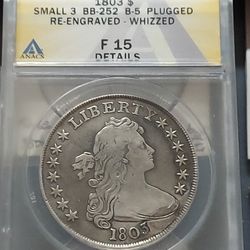 1803 $
SMALL 3 BB-252 B-5 PLUGGED
RE-ENGRAVED - WHIZZED
ANACS
F 15
DETAILS
LIBERTY
1803